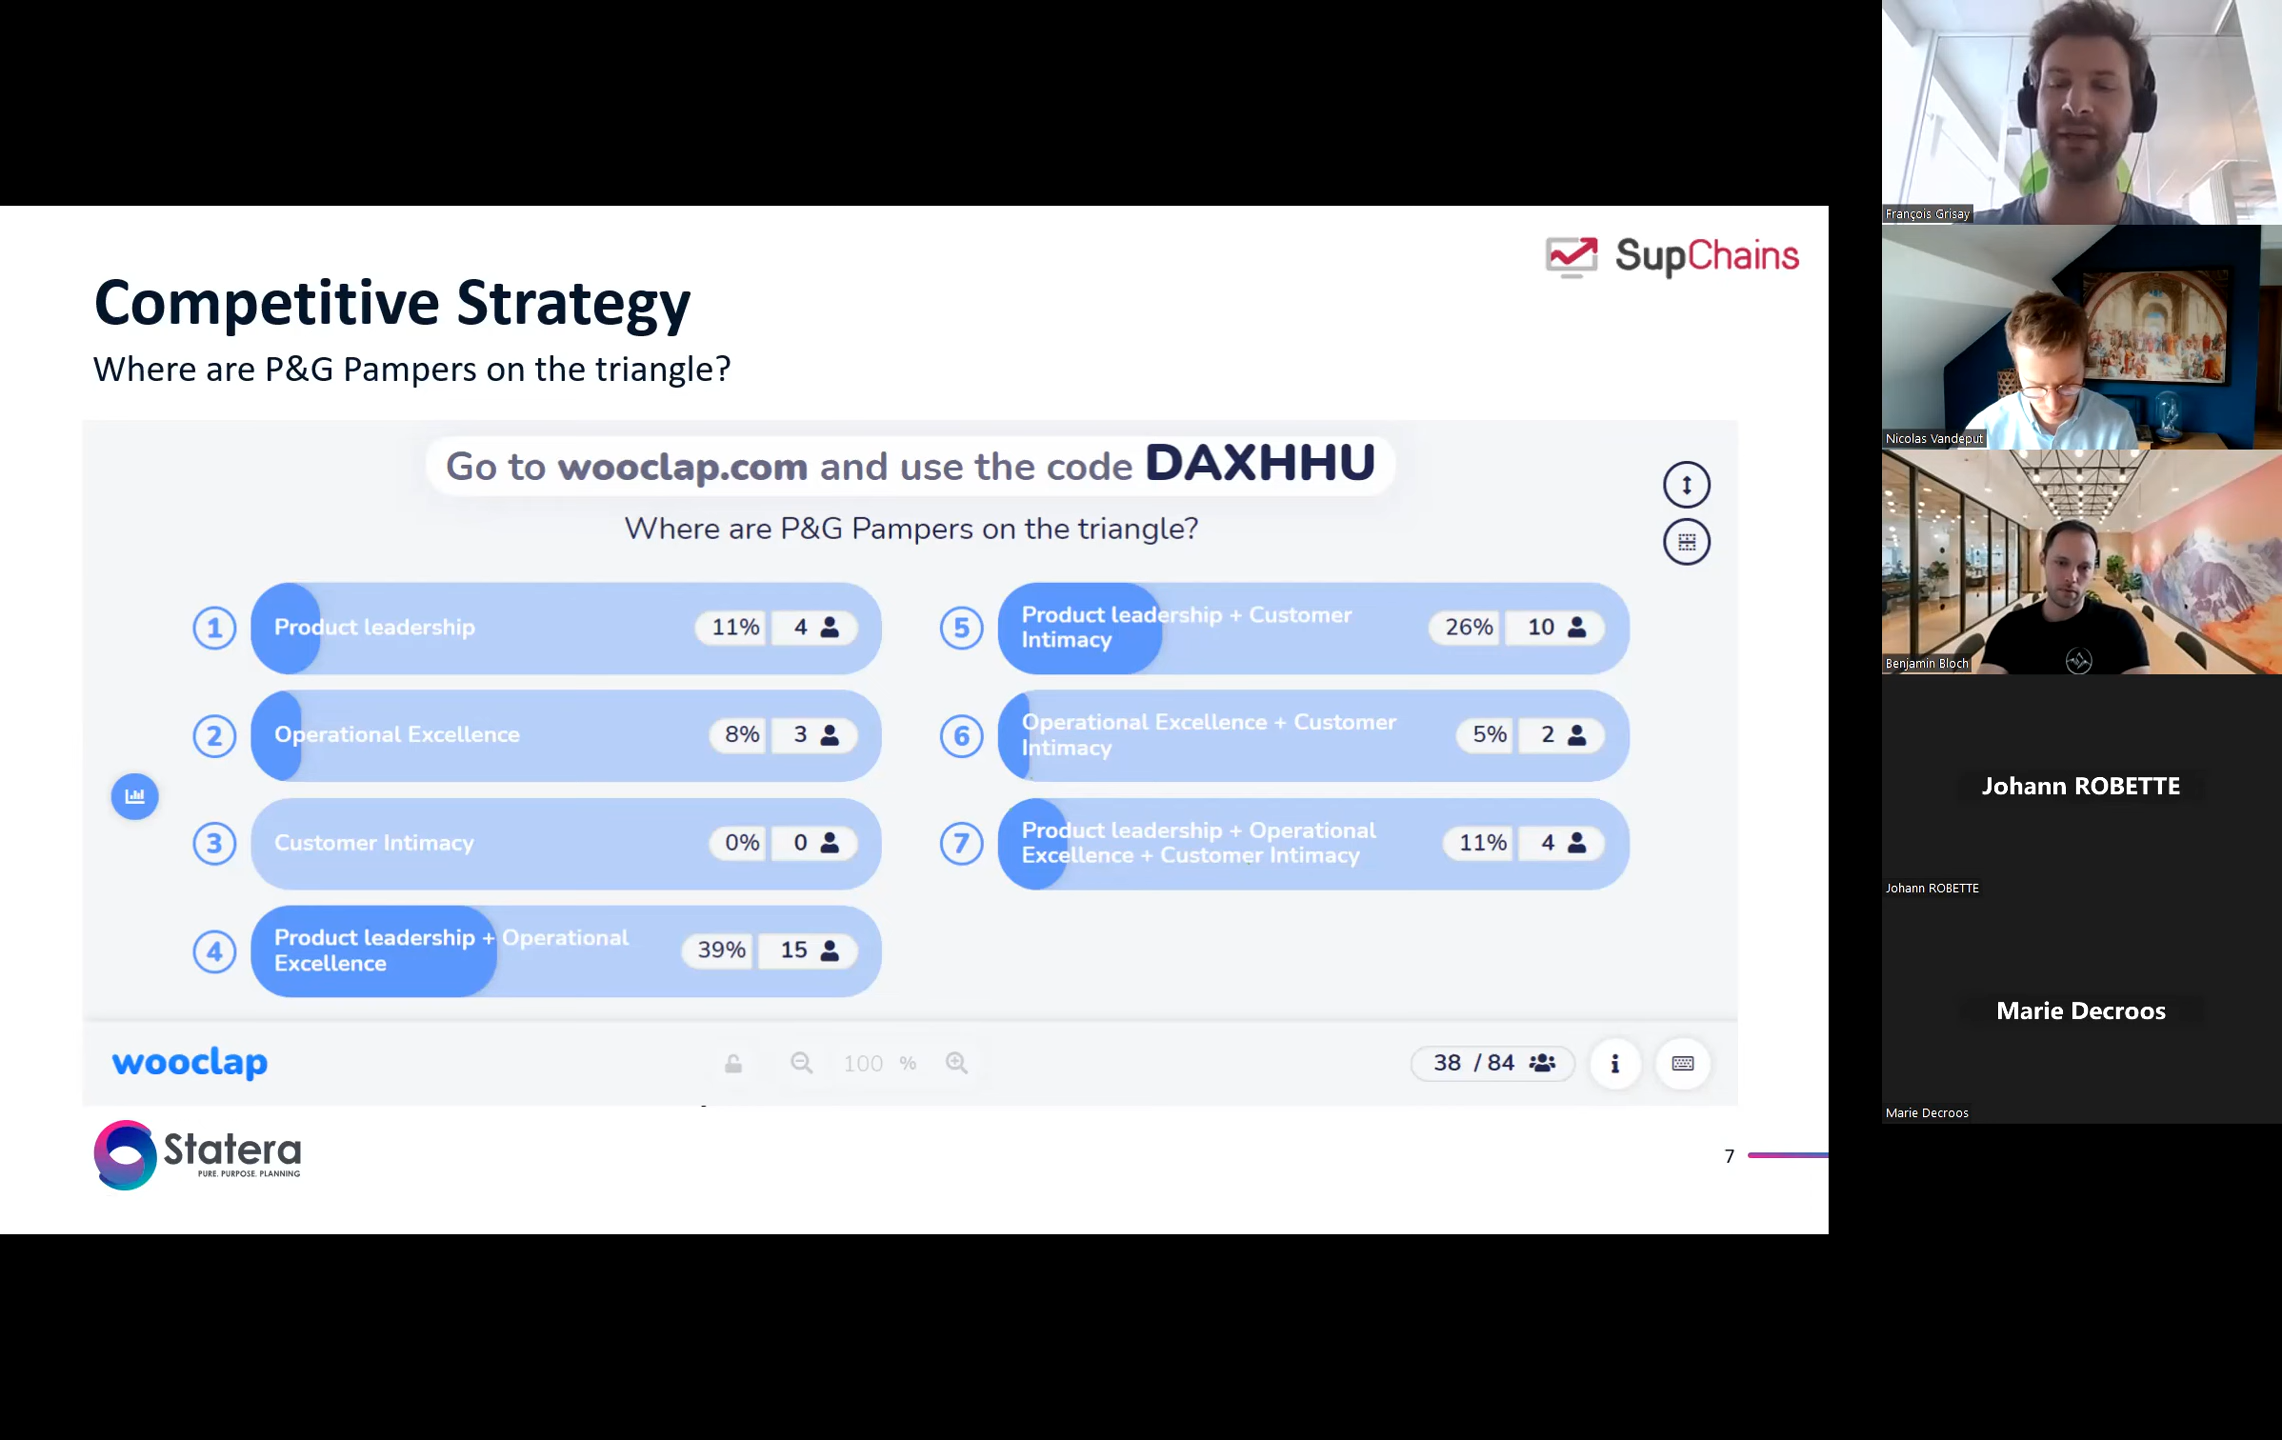 SupChains
Competitive Strategy
Where are P&G Pampers on the triangle?
Go to wooclap.com and use the code DAXHHU
Where are P&G Pampers on the triangle?
1 Product leadership 11% 4
2 Operational Excellence 8% 3
3 Customer Intimacy 0% 0
4 Product leadership + Operational
Excellence 39% 15
5 Product leadership + Customer
Intimacy 26% 10
6 Operational Excellence + Customer
Intimacy 5% 2
7 Product leadership + Operational
Excellence + Customer Intimacy 11% 4
wooclap
100 %
38 / 84
i
Statera
PURE. PURPOSE. PLANNING
7
François Grisay
Nicolas Vandeput
Benjamin Bloch
Johann ROBETTE
Johann ROBETTE
Marie Decroos
Marie Decroos